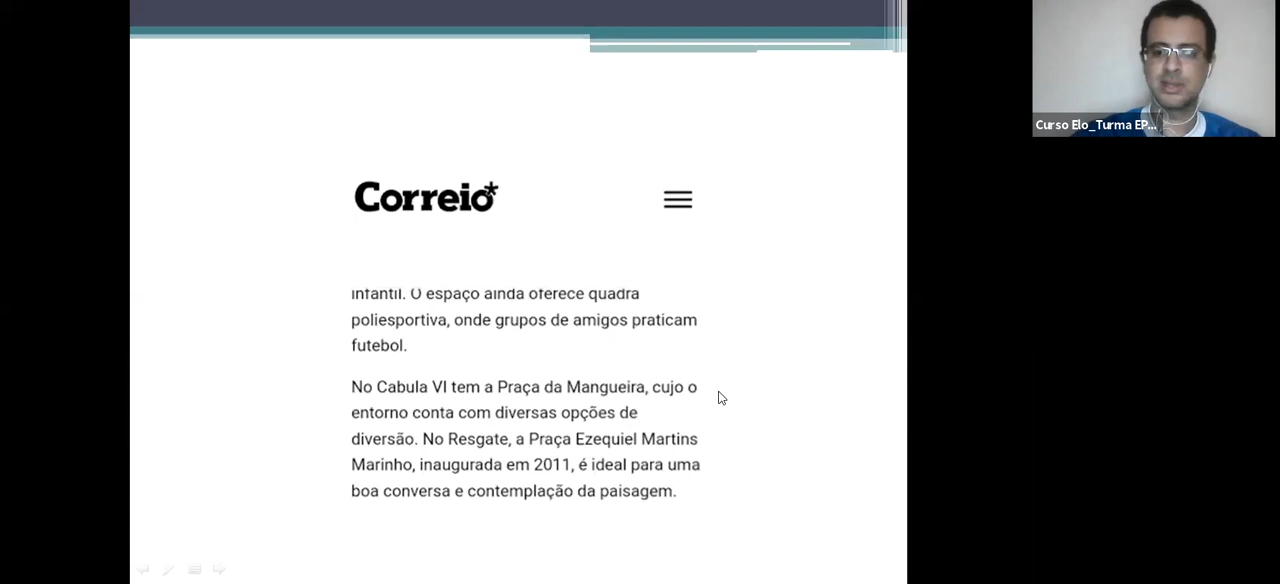 Curso Elo_Turma EP...
Correio*
infantil. O espaço ainda oferece quadra
poliesportiva, onde grupos de amigos praticam
futebol.
No Cabula VI tem a Praça da Mangueira, cujo o
entorno conta com diversas opções de
diversão. No Resgate, a Praça Ezequiel Martins
Marinho, inaugurada em 2011, é ideal para uma
boa conversa e contemplação da paisagem.